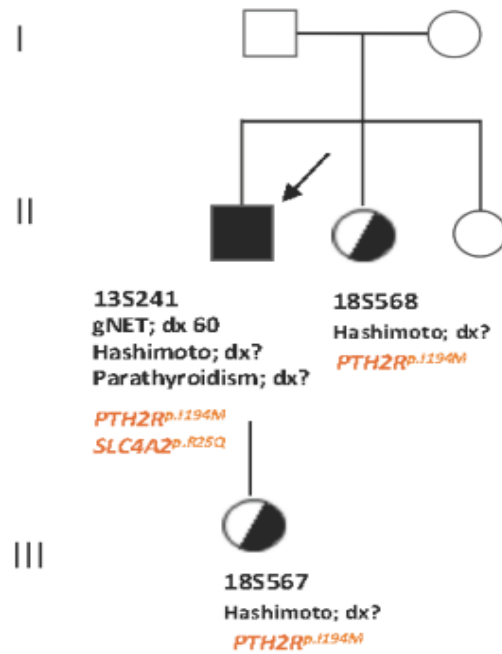 I
II
13S241
gNET; dx 60
Hashimoto; dx?
Parathyroidism; dx?
PTH2Rp.I194M
SLC4A2p.R25Q
18S568
Hashimoto; dx?
PTH2Rp.I194M
III
18S567
Hashimoto; dx?
PTH2Rp.I194M